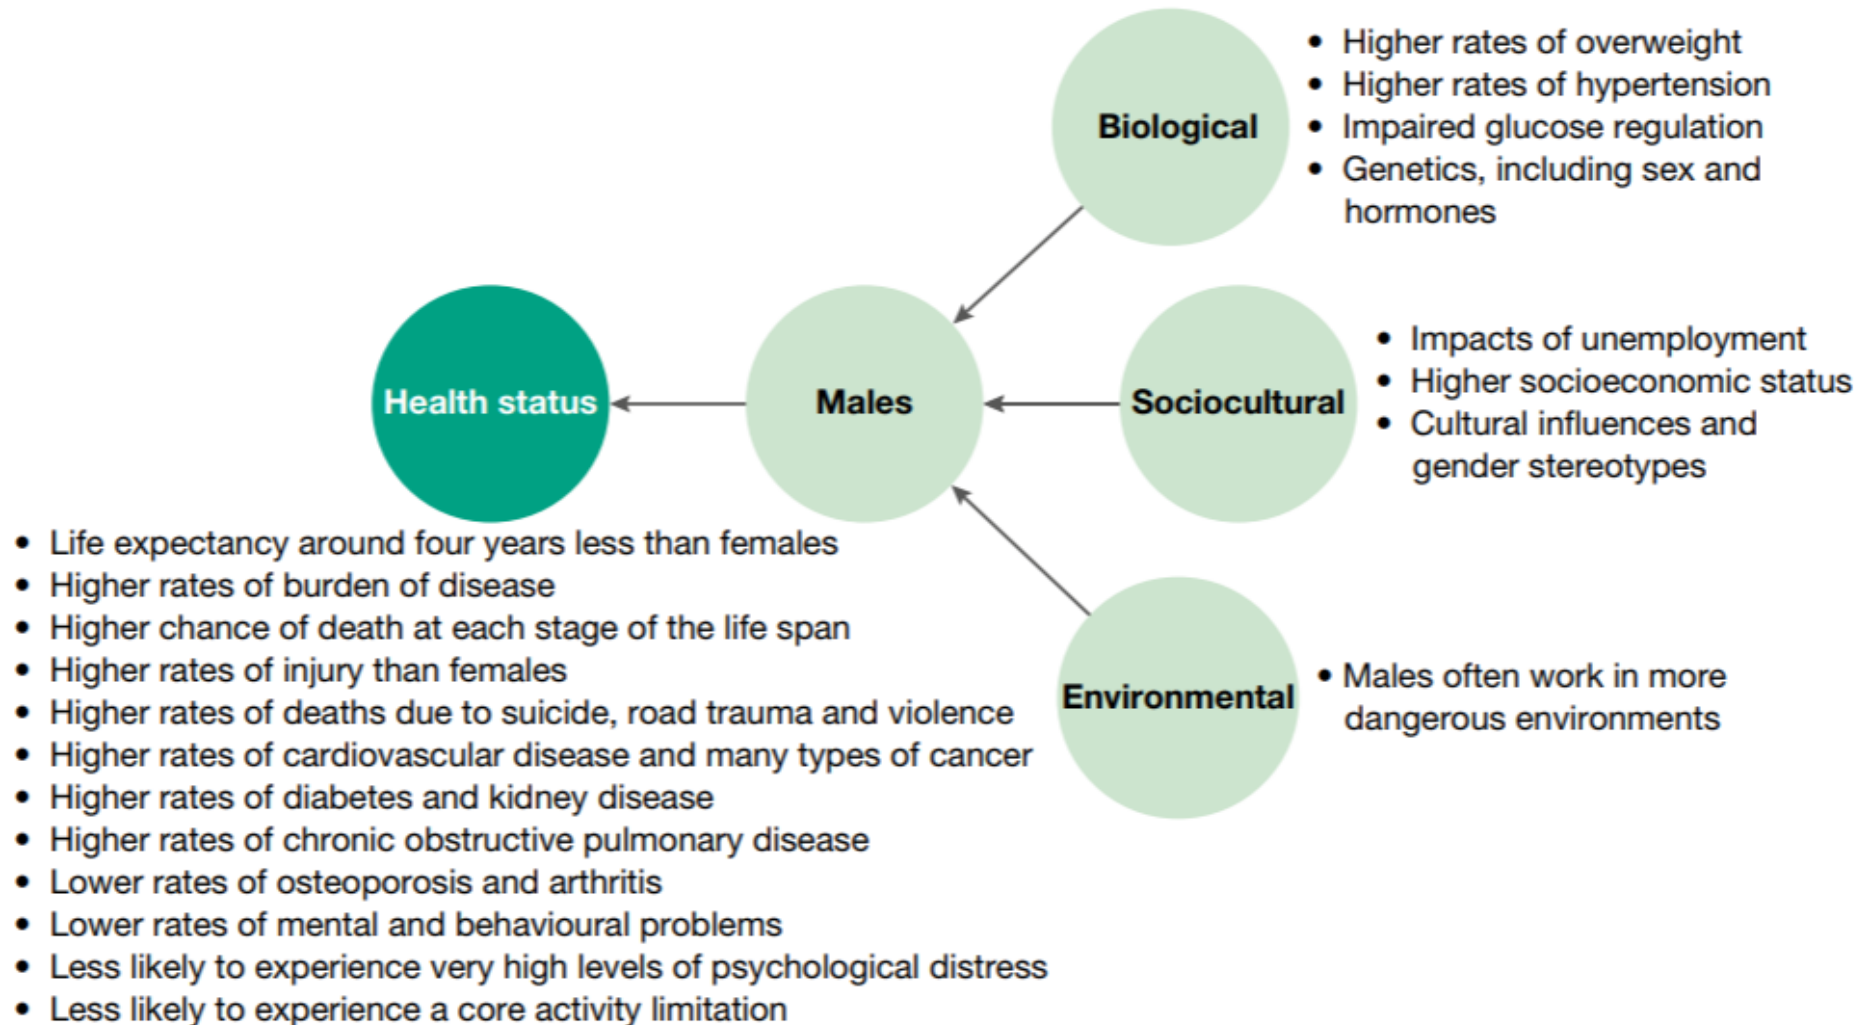 Biological
• Higher rates of overweight
• Higher rates of hypertension
• Impaired glucose regulation
• Genetics, including sex and
hormones
Health status
Males
Sociocultural
• Impacts of unemployment
• Higher socioeconomic status
• Cultural influences and
gender stereotypes
• Life expectancy around four years less than females
• Higher rates of burden of disease
• Higher chance of death at each stage of the life span
• Higher rates of injury than females
• Higher rates of deaths due to suicide, road trauma and violence
• Higher rates of cardiovascular disease and many types of cancer
• Higher rates of diabetes and kidney disease
• Higher rates of chronic obstructive pulmonary disease
• Lower rates of osteoporosis and arthritis
• Lower rates of mental and behavioural problems
• Less likely to experience very high levels of psychological distress
• Less likely to experience a core activity limitation
Environmental
• Males often work in more
dangerous environments